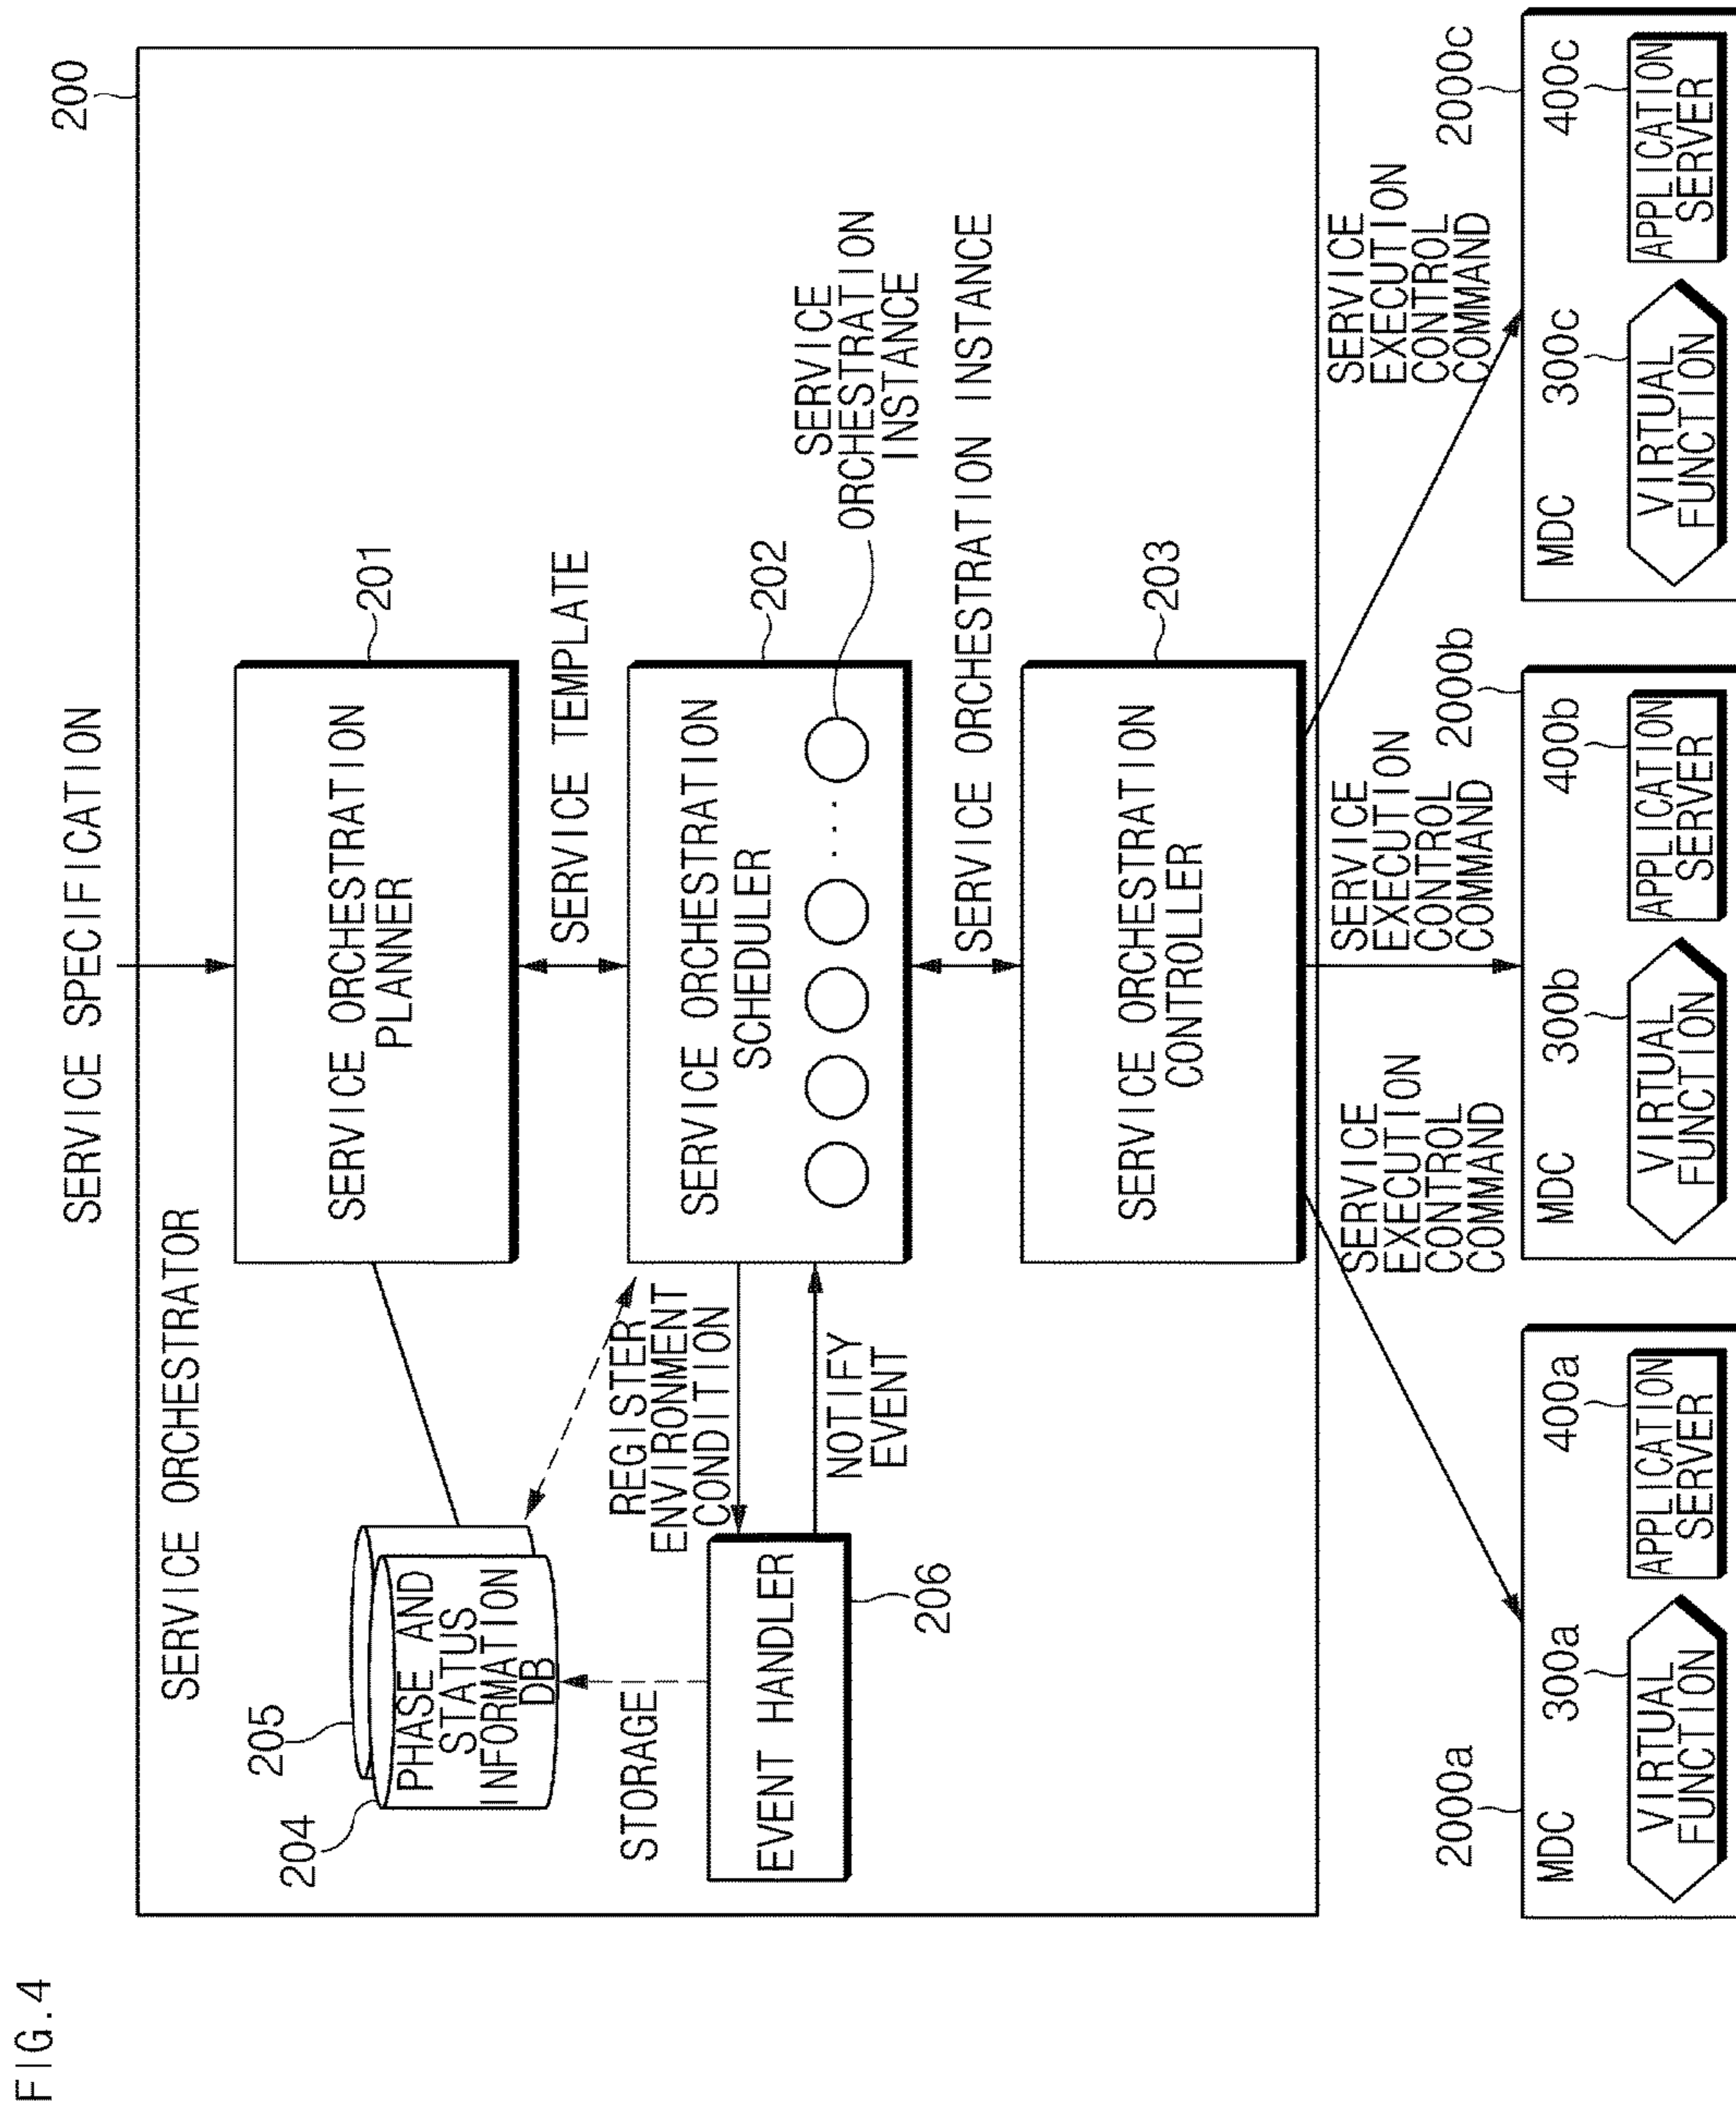 FIG.4
SERVICE SPECIFICATION
200
SERVICE ORCHESTRATOR
205
204
PHASE AND
STATUS
INFORMATION
DB
SERVICE ORCHESTRATION
PLANNER
201
SERVICE TEMPLATE
STORAGE
REGISTER
ENVIRONMENT
CONDITION
SERVICE ORCHESTRATION
SCHEDULER
202
SERVICE
ORCHESTRATION
INSTANCE
EVENT HANDLER
206
NOTIFY
EVENT
SERVICE ORCHESTRATION INSTANCE
SERVICE ORCHESTRATION
CONTROLLER
203
SERVICE
EXECUTION
CONTROL
COMMAND
SERVICE
EXECUTION
CONTROL
COMMAND
SERVICE
EXECUTION
CONTROL
COMMAND
2000a
MDC
300a
400a
VIRTUAL
FUNCTION
APPLICATION
SERVER
2000b
MDC
300b
400b
VIRTUAL
FUNCTION
APPLICATION
SERVER
2000c
MDC
300c
400c
VIRTUAL
FUNCTION
APPLICATION
SERVER